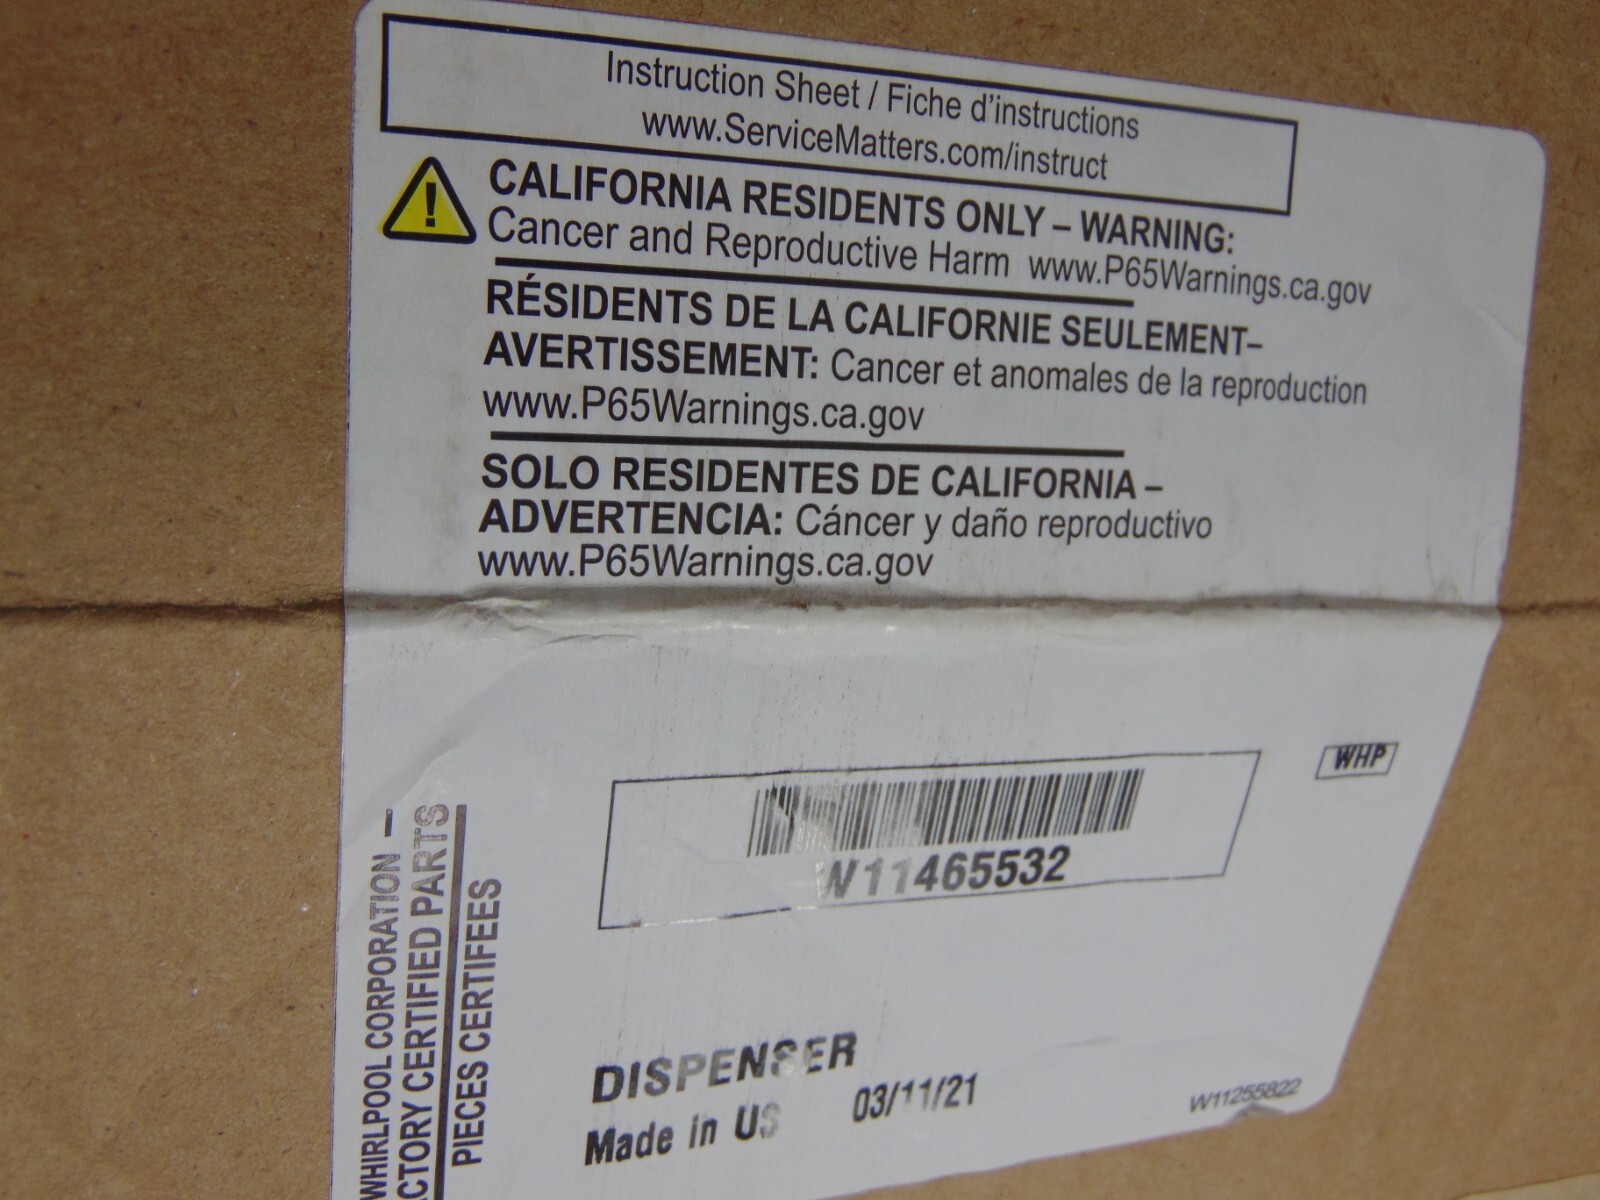 Instruction Sheet / Fiche d'instructions
www.ServiceMatters.com/instruct
CALIFORNIA RESIDENTS ONLY – WARNING:
Cancer and Reproductive Harm www.P65Warnings.ca.gov
RÉSIDENTS DE LA CALIFORNIE SEULEMENT–
AVERTISSEMENT: Cancer et anomales de la reproduction
www.P65Warnings.ca.gov
SOLO RESIDENTES DE CALIFORNIA –
ADVERTENCIA: Cáncer y daño reproductivo
www.P65Warnings.ca.gov
WHP
W11465532
WHIRLPOOL CORPORATION –
CTORY CERTIFIED PARTS
PIECES CERTIFEES
DISPENSER
Made in US 03/11/21
W11255822